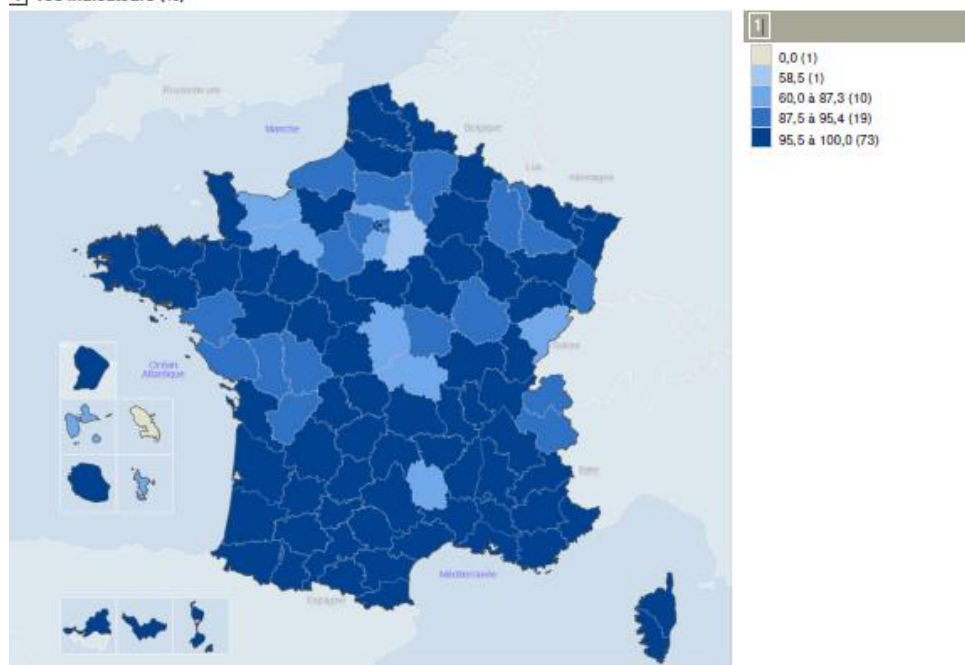 1
0,0 (1)
58,5 (1)
60,0 à 87,3 (10)
87,5 à 95,4 (19)
95,5 à 100,0 (73)
Manche
Belgique
Lux
Allemagne
Suisse
Océan
Atlantique
Italie
Méditerranée
Espagne